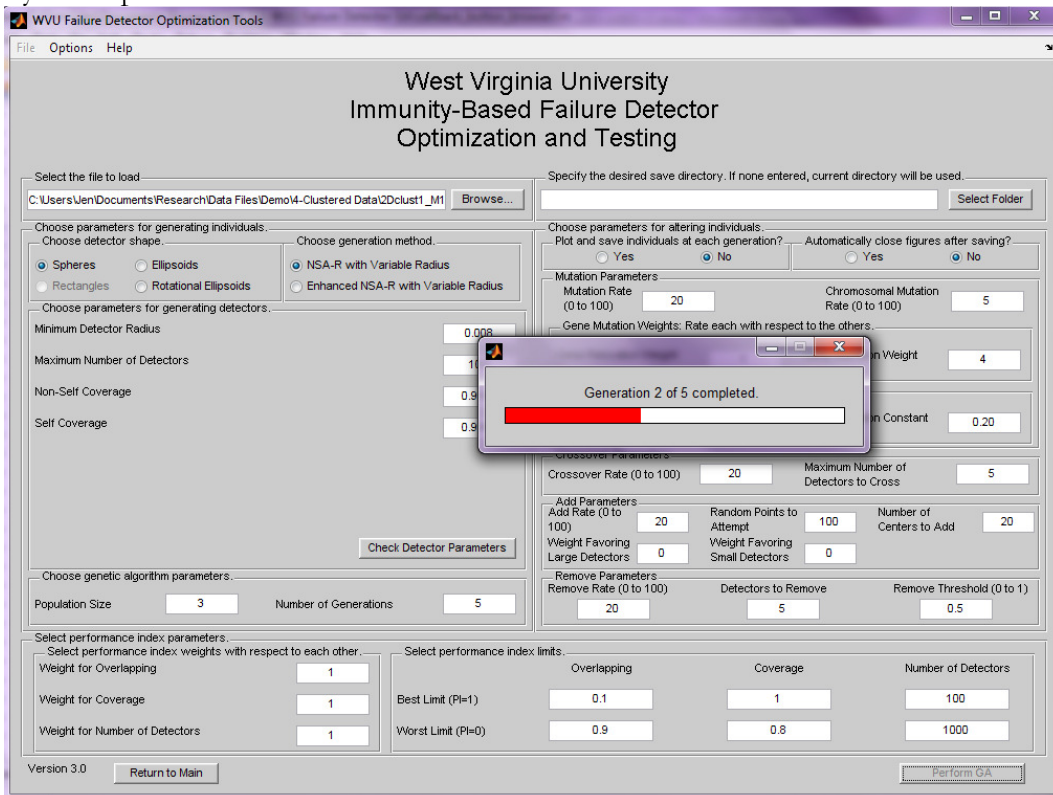 WVU Failure Detector Optimization Tools
File Options Help
West Virginia University
Immunity-Based Failure Detector
Optimization and Testing
Select the file to load
C:\Users\Jen\Documents\Research\Data Files\Demo\4-Clustered Data\2Dclust1_M1 Browse...
Specify the desired save directory. If none entered, current directory will be used.
Select Folder
Choose parameters for generating individuals.
Choose detector shape.
Spheres Ellipsoids
Rectangles Rotational Ellipsoids
Choose generation method.
NSA-R with Variable Radius
Enhanced NSA-R with Variable Radius
Choose parameters for generating detectors.
Minimum Detector Radius 0.008
Maximum Number of Detectors
Non-Self Coverage
Self Coverage
Check Detector Parameters
Choose genetic algorithm parameters.
Population Size 3 Number of Generations 5
Choose parameters for altering individuals.
Plot and save individuals at each generation?
Yes No
Automatically close figures after saving?
Yes No
Mutation Parameters
Mutation Rate
(0 to 100) 20
Chromosomal Mutation
Rate (0 to 100) 5
Gene Mutation Weights: Rate each with respect to the others.
Weight 4
Generation 2 of 5 completed.
Constant 0.20
Crossover Parameters
Crossover Rate (0 to 100) 20
Maximum Number of
Detectors to Cross 5
Add Parameters
Add Rate (0 to
100) 20
Random Points to
Attempt 100
Number of
Centers to Add 20
Weight Favoring
Large Detectors 0
Weight Favoring
Small Detectors 0
Remove Parameters
Remove Rate (0 to 100) Detectors to Remove Remove Threshold (0 to 1)
20 5 0.5
Select performance index parameters.
Select performance index weights with respect to each other.
Weight for Overlapping 1
Weight for Coverage 1
Weight for Number of Detectors 1
Select performance index limits.
Overlapping Coverage Number of Detectors
Best Limit (PI=1) 0.1 1 100
Worst Limit (PI=0) 0.9 0.8 1000
Version 3.0 Return to Main Perform GA